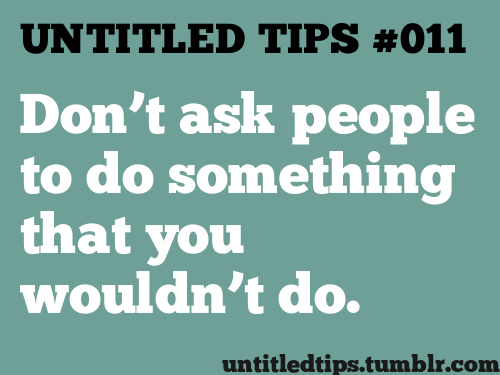 UNTITLED TIPS #011
Don’t ask people
to do something
that you
wouldn’t do.
untitledtips.tumblr.com